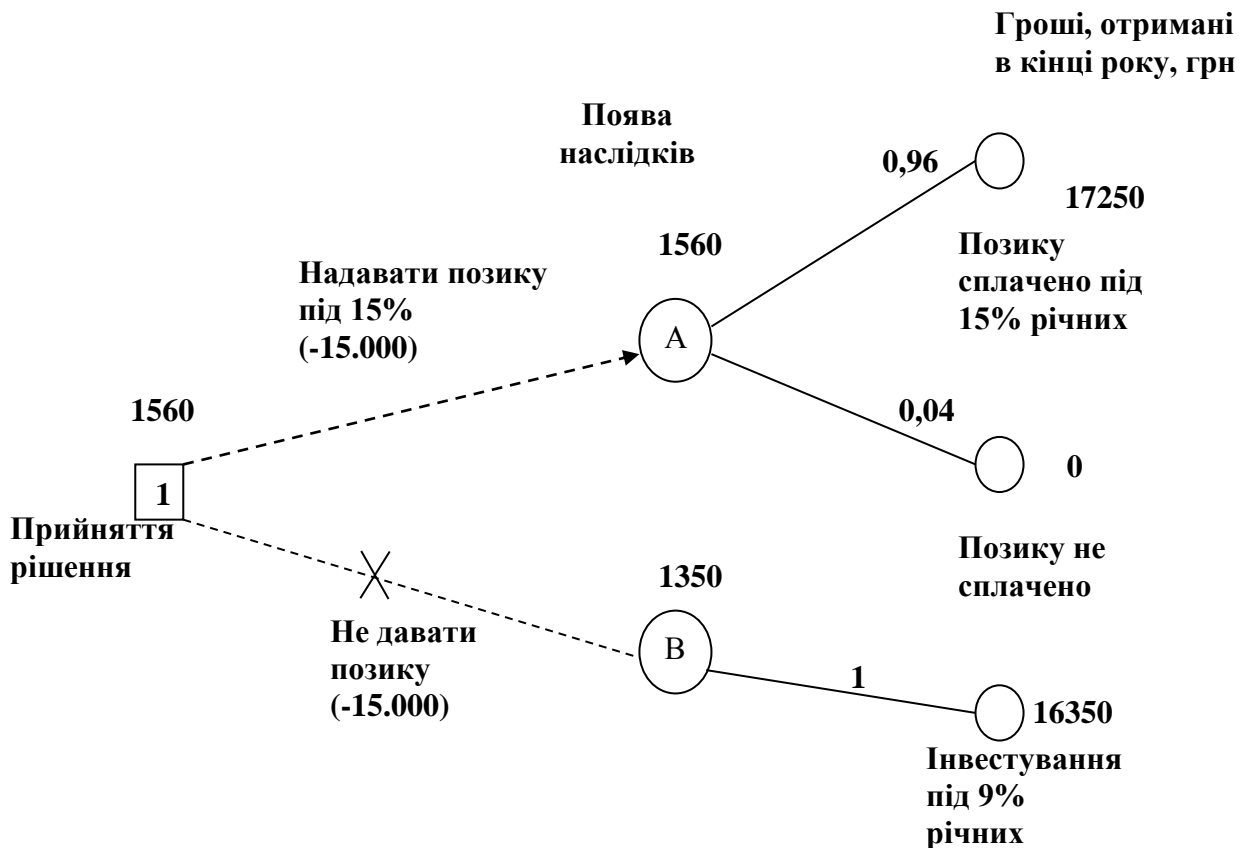 Гроші, отримані
в кінці року, грн
Поява
наслідків
0,96
17250
1560
Позику
сплачено під
15% річних
Надавати позику
під 15%
(-15.000)
A
1560
0,04
0
1
Прийняття
рішення
Позику не
сплачено
1350
Не давати
позику
(-15.000)
B
1
16350
Інвестування
під 9%
річних